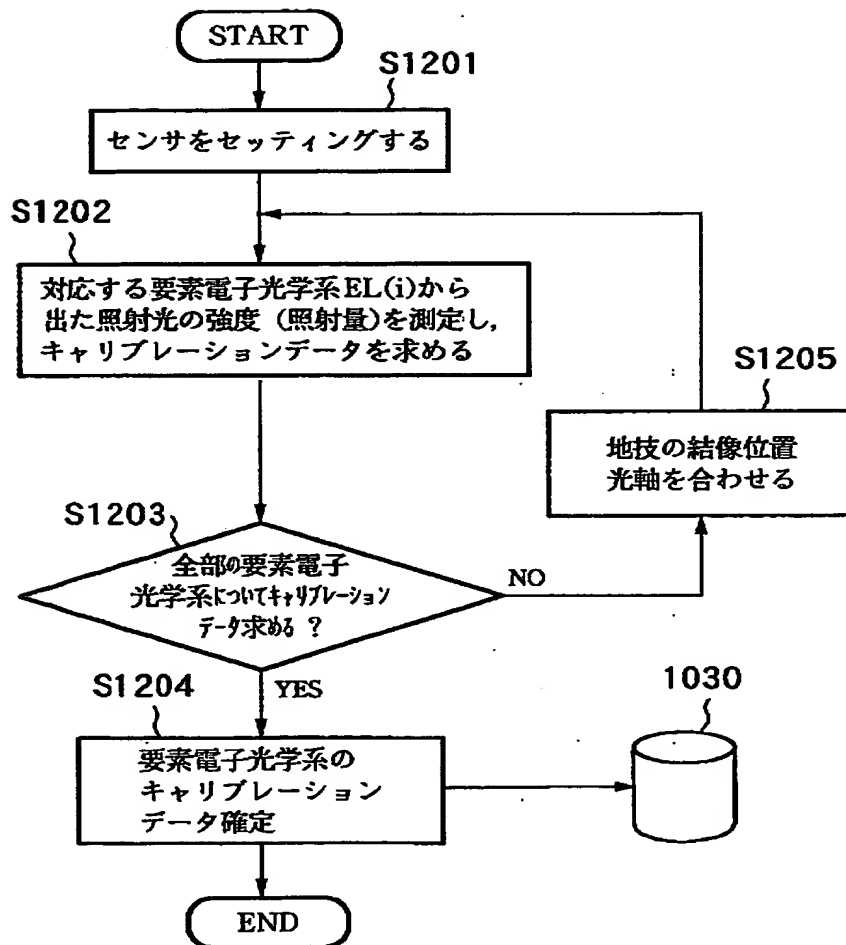 START
S1201
センサをセッティングする
S1202
対応する要素電子光学系EL(i)から
出た照射光の強度（照射量）を測定し,
キャリブレーションデータを求める
S1205
地技の結像位置
光軸を合わせる
S1203
全部の要素電子
光学系についてキャリブレーション
データ求める？
NO
YES
S1204
要素電子光学系の
キャリブレーション
データ確定
1030
END